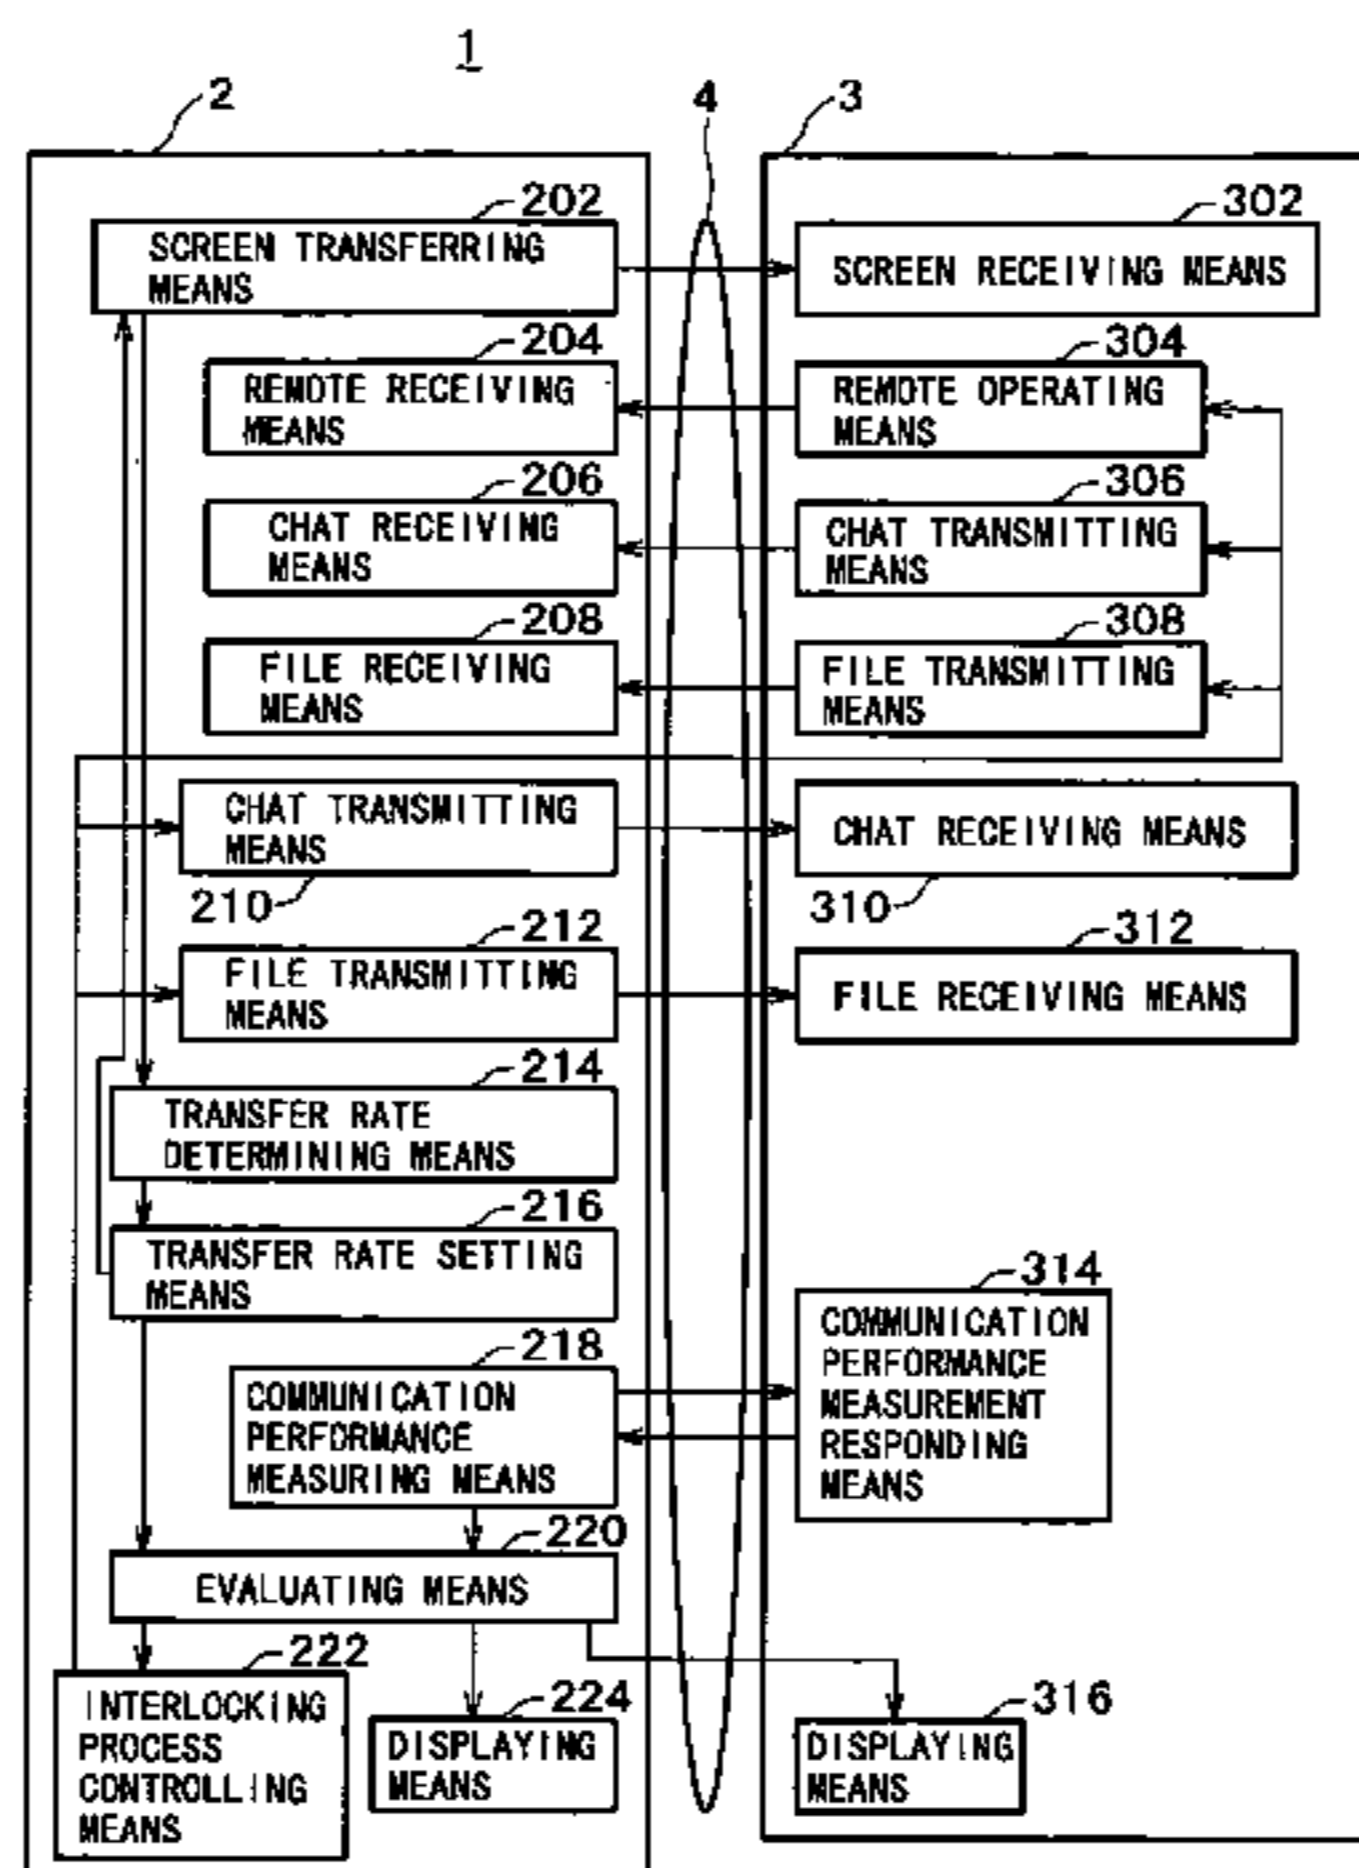 1
2
4
3
202
SCREEN TRANSFERRING
MEANS
302
SCREEN RECEIVING MEANS
204
REMOTE RECEIVING
MEANS
304
REMOTE OPERATING
MEANS
206
CHAT RECEIVING
MEANS
306
CHAT TRANSMITTING
MEANS
208
FILE RECEIVING
MEANS
308
FILE TRANSMITTING
MEANS
CHAT TRANSMITTING
MEANS
210
CHAT RECEIVING MEANS
310
212
FILE TRANSMITTING
MEANS
312
FILE RECEIVING MEANS
214
TRANSFER RATE
DETERMINING MEANS
216
TRANSFER RATE SETTING
MEANS
218
COMMUNICATION
PERFORMANCE
MEASURING MEANS
314
COMMUNICATION
PERFORMANCE
MEASUREMENT
RESPONDING
MEANS
220
EVALUATING MEANS
222
INTERLOCKING
PROCESS
CONTROLLING
MEANS
224
DISPLAYING
MEANS
316
DISPLAYING
MEANS